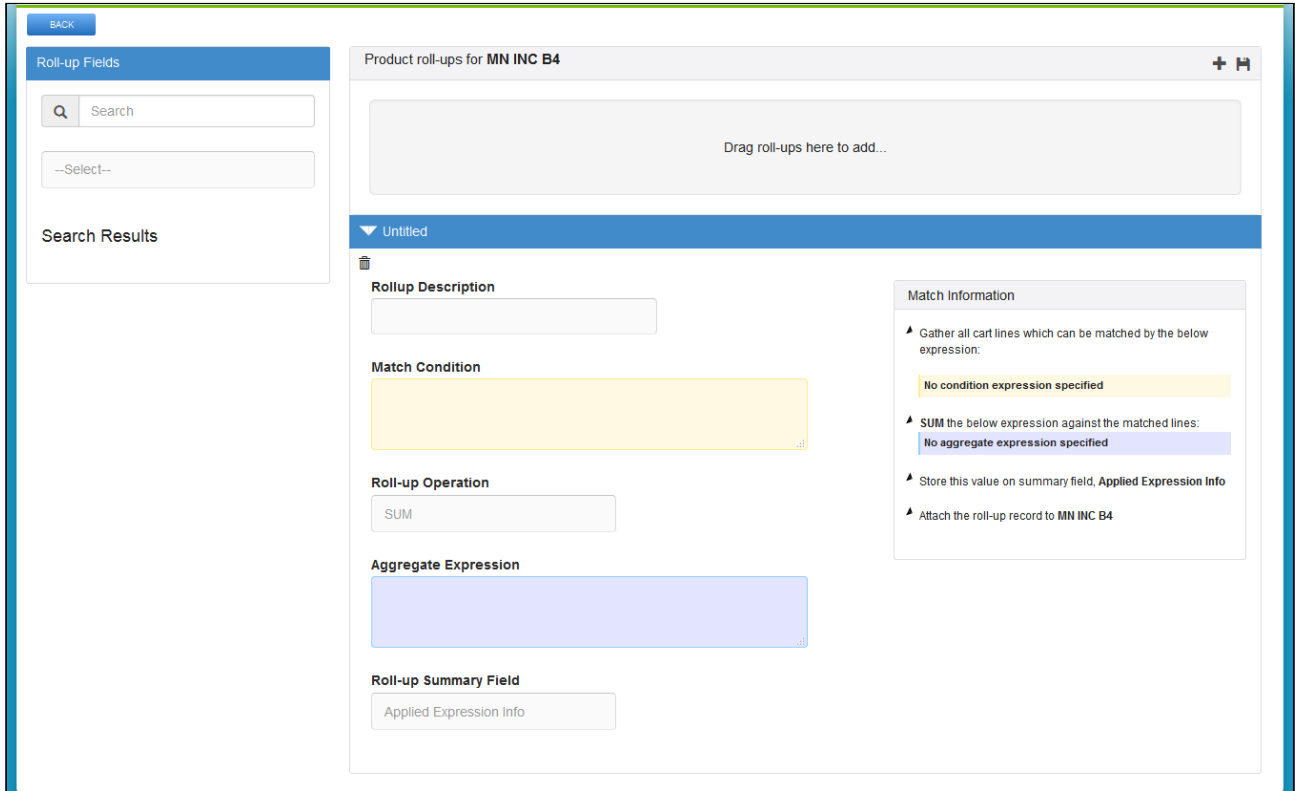 BACK
Roll-up Fields
Search
--Select--
Search Results
Product roll-ups for MN INC B4
Drag roll-ups here to add...
Untitled
Rollup Description
Match Condition
Roll-up Operation
SUM
Aggregate Expression
Roll-up Summary Field
Applied Expression Info
Match Information
Gather all cart lines which can be matched by the below
expression:
No condition expression specified
SUM the below expression against the matched lines:
No aggregate expression specified
Store this value on summary field, Applied Expression Info
Attach the roll-up record to MN INC B4